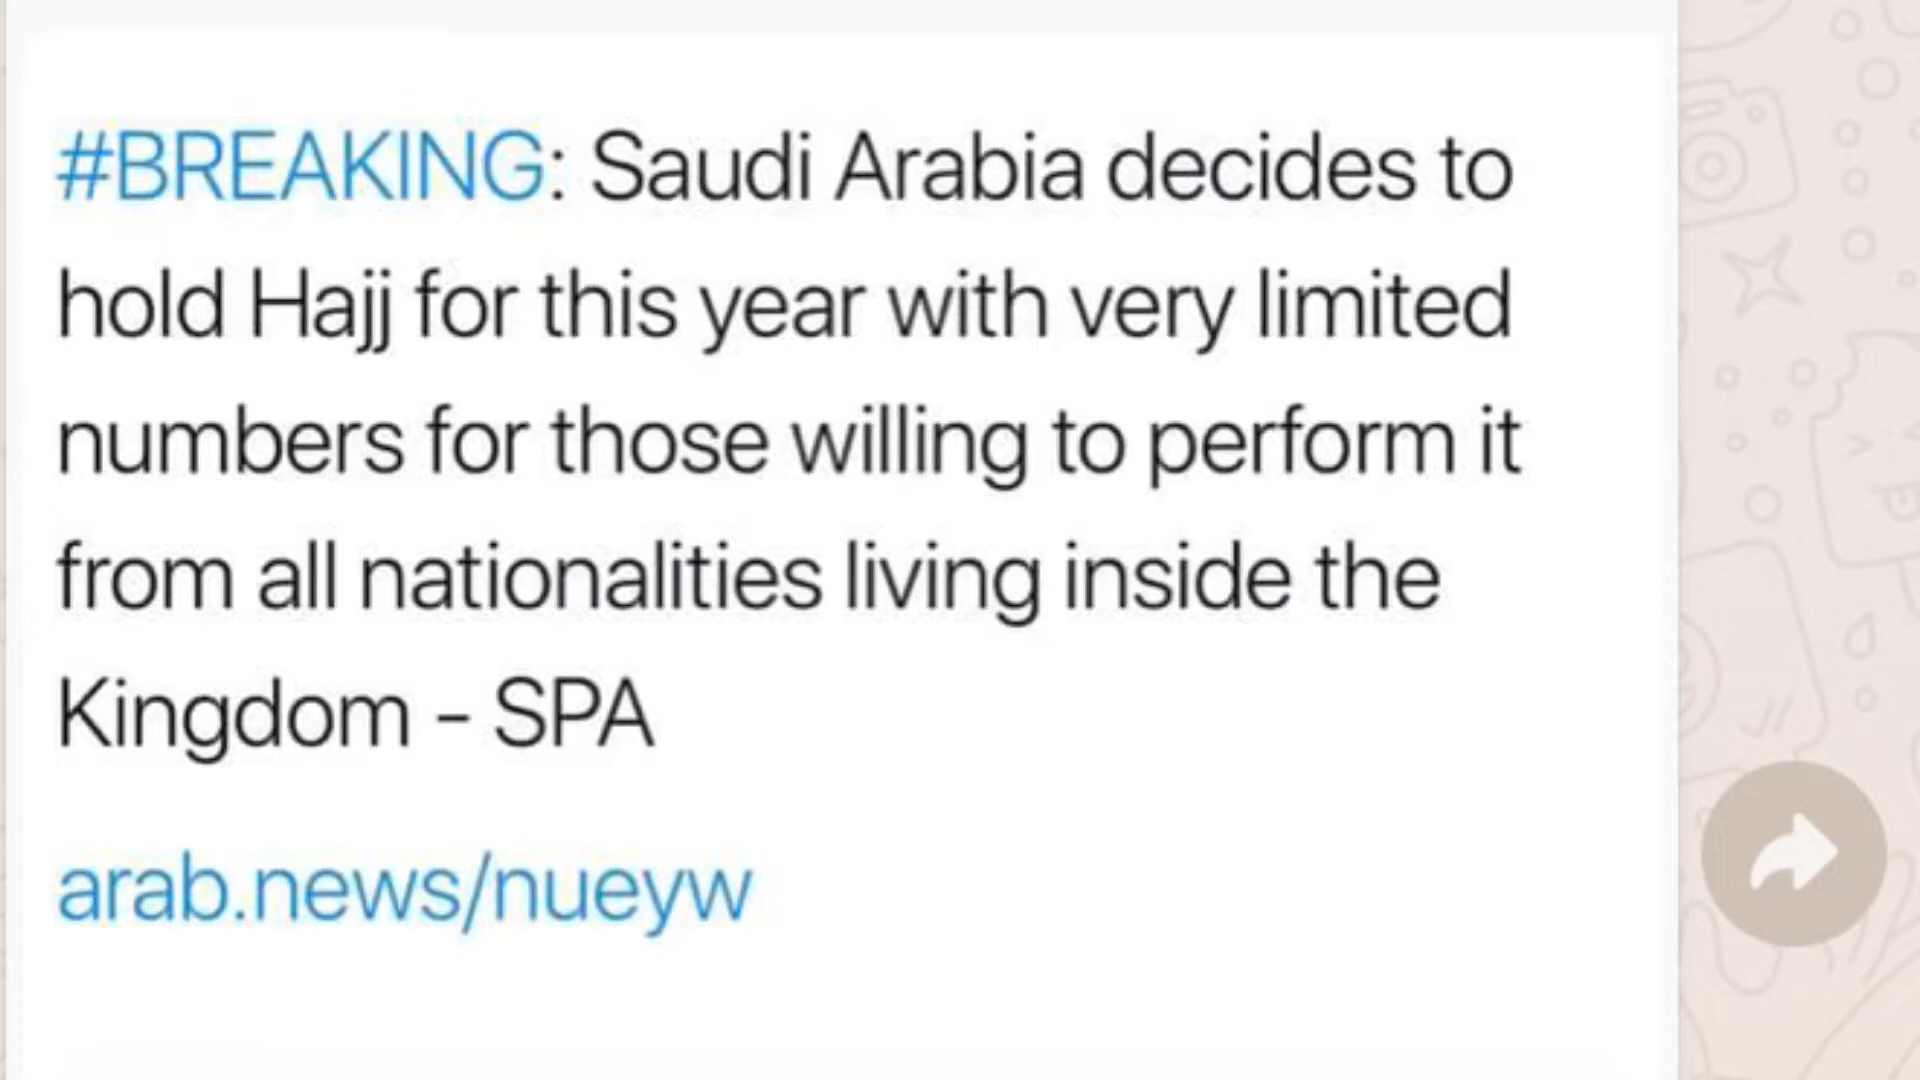 #BREAKING: Saudi Arabia decides to
hold Hajj for this year with very limited
numbers for those willing to perform it
from all nationalities living inside the
Kingdom - SPA
arab.news/nueyw